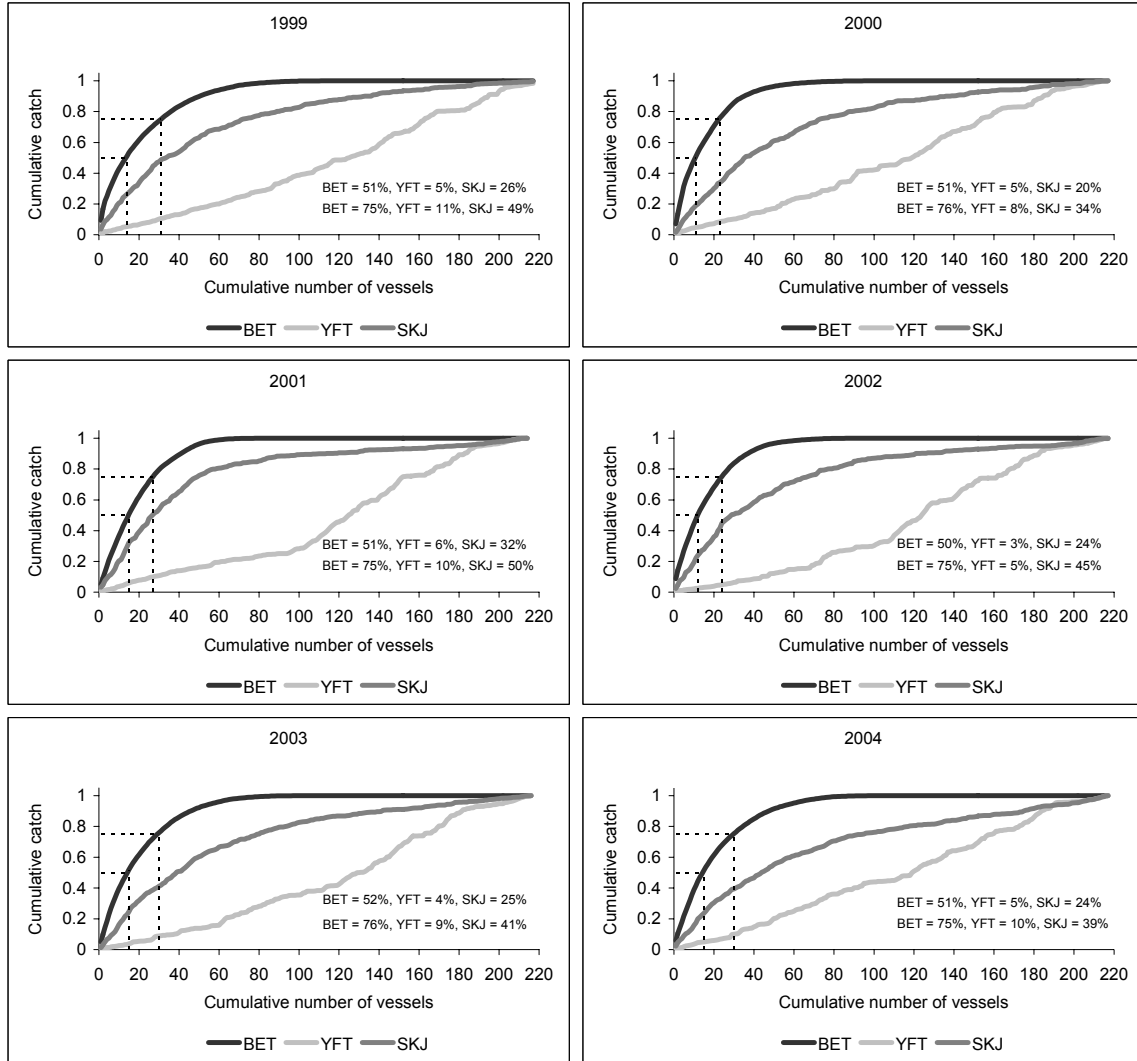 1999
1
0.8
0.6
0.4
0.2
0
Cumulative catch
BET = 51%, YFT = 5%, SKJ = 26%
BET = 75%, YFT = 11%, SKJ = 49%
0 20 40 60 80 100 120 140 160 180 200 220
Cumulative number of vessels
BET YFT SKJ
2000
1
0.8
0.6
0.4
0.2
0
Cumulative catch
BET = 51%, YFT = 5%, SKJ = 20%
BET = 76%, YFT = 8%, SKJ = 34%
0 20 40 60 80 100 120 140 160 180 200 220
Cumulative number of vessels
BET YFT SKJ
2001
1
0.8
0.6
0.4
0.2
0
Cumulative catch
BET = 51%, YFT = 6%, SKJ = 32%
BET = 75%, YFT = 10%, SKJ = 50%
0 20 40 60 80 100 120 140 160 180 200 220
Cumulative number of vessels
BET YFT SKJ
2002
1
0.8
0.6
0.4
0.2
0
Cumulative catch
BET = 50%, YFT = 3%, SKJ = 24%
BET = 75%, YFT = 5%, SKJ = 45%
0 20 40 60 80 100 120 140 160 180 200 220
Cumulative number of vessels
BET YFT SKJ
2003
1
0.8
0.6
0.4
0.2
0
Cumulative catch
BET = 52%, YFT = 4%, SKJ = 25%
BET = 76%, YFT = 9%, SKJ = 41%
0 20 40 60 80 100 120 140 160 180 200 220
Cumulative number of vessels
BET YFT SKJ
2004
1
0.8
0.6
0.4
0.2
0
Cumulative catch
BET = 51%, YFT = 5%, SKJ = 24%
BET = 75%, YFT = 10%, SKJ = 39%
0 20 40 60 80 100 120 140 160 180 200 220
Cumulative number of vessels
BET YFT SKJ